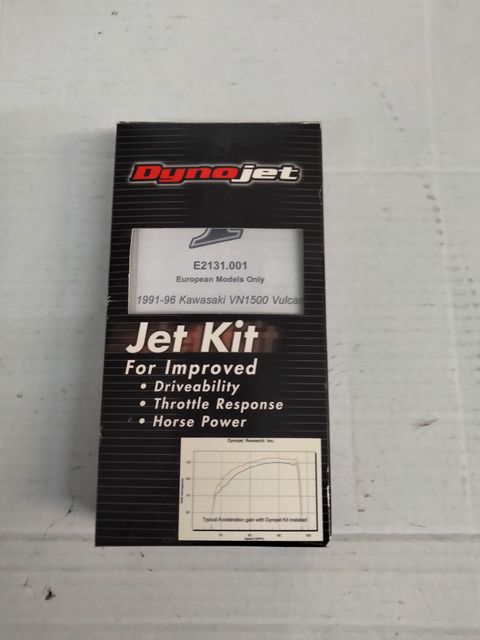 Dynojet
E2131.001
European Models Only
1991-96 Kawasaki VN1500 Vulcan
Jet Kit
For Improved
• Driveability
• Throttle Response
• Horse Power
Dynojet Research Inc.
Typical Acceleration gain with Dynojet Kit Installed